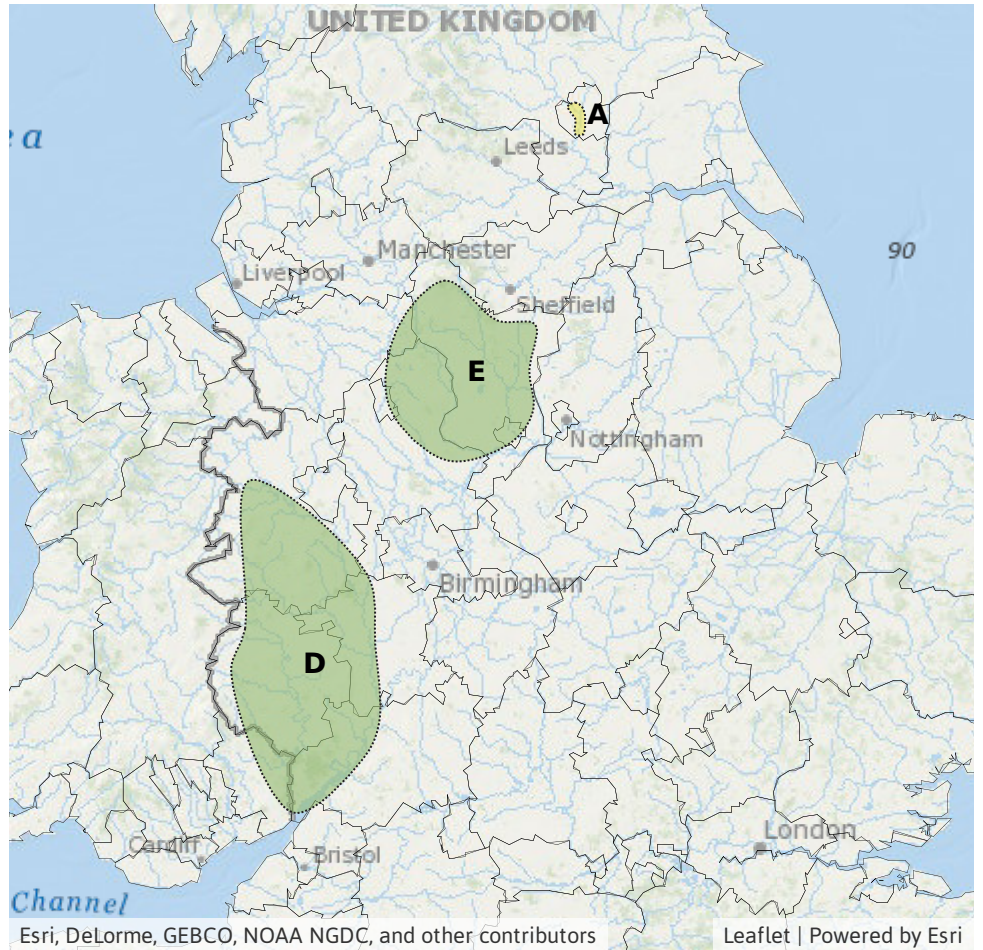 UNITED KINGDOM
A
a
Leeds
Manchester
90
Liverpool
Sheffield
E
Nottingham
Birmingham
D
London
Cardiff
Bristol
Channel
Esri, DeLorme, GEBCO, NOAA NGDC, and other contributors
Leaflet | Powered by Esri